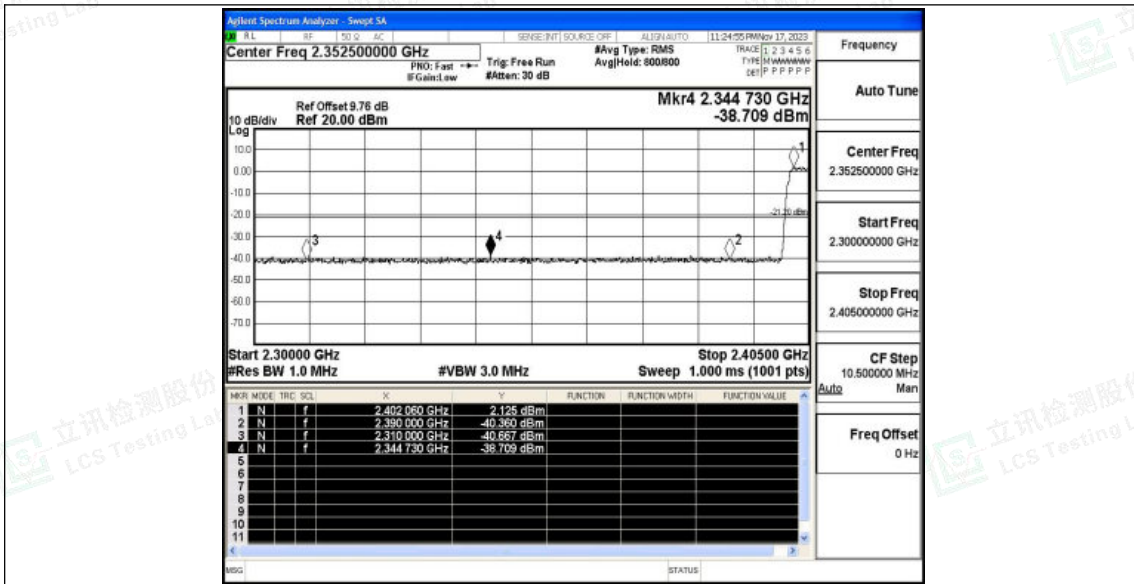 Agilent Spectrum Analyzer - Swept SA
RL RF 50 Ω AC SENSE:INT SOURCE OFF ALIGN AUTO 11:24:55 PM Nov 17, 2023
Center Freq 2.352500000 GHz
PNO: Fast
IFGain:Low
Trig: Free Run
#Atten: 30 dB
#Avg Type: RMS
Avg|Hold: 800/800
TRACE 1 2 3 4 5 6
TYPE M WWWWW
DET P P P P P P
Frequency
Auto Tune
Center Freq
2.352500000 GHz
Start Freq
2.300000000 GHz
Stop Freq
2.405000000 GHz
CF Step
10.500000 MHz
Auto Man
Freq Offset
0 Hz
Mkr4 2.344 730 GHz
-38.709 dBm
Ref Offset 9.76 dB
10 dB/div Ref 20.00 dBm
Log
10.0
0.00
-10.0
-20.0
-30.0
-40.0
-50.0
-60.0
-70.0
1
2
3
4
-21.20 dBm
Start 2.30000 GHz Stop 2.40500 GHz
#Res BW 1.0 MHz #VBW 3.0 MHz Sweep 1.000 ms (1001 pts)
MKR MODE TRC SCL X Y FUNCTION FUNCTION WIDTH FUNCTION VALUE
1 N f 2.402 060 GHz 2.125 dBm
2 N f 2.390 000 GHz -40.360 dBm
3 N f 2.310 000 GHz -40.667 dBm
4 N f 2.344 730 GHz -38.709 dBm
5
6
7
8
9
10
11
MSG STATUS
立讯检测股份
LCS Testing Lab
立讯检测股份
LCS Testing L